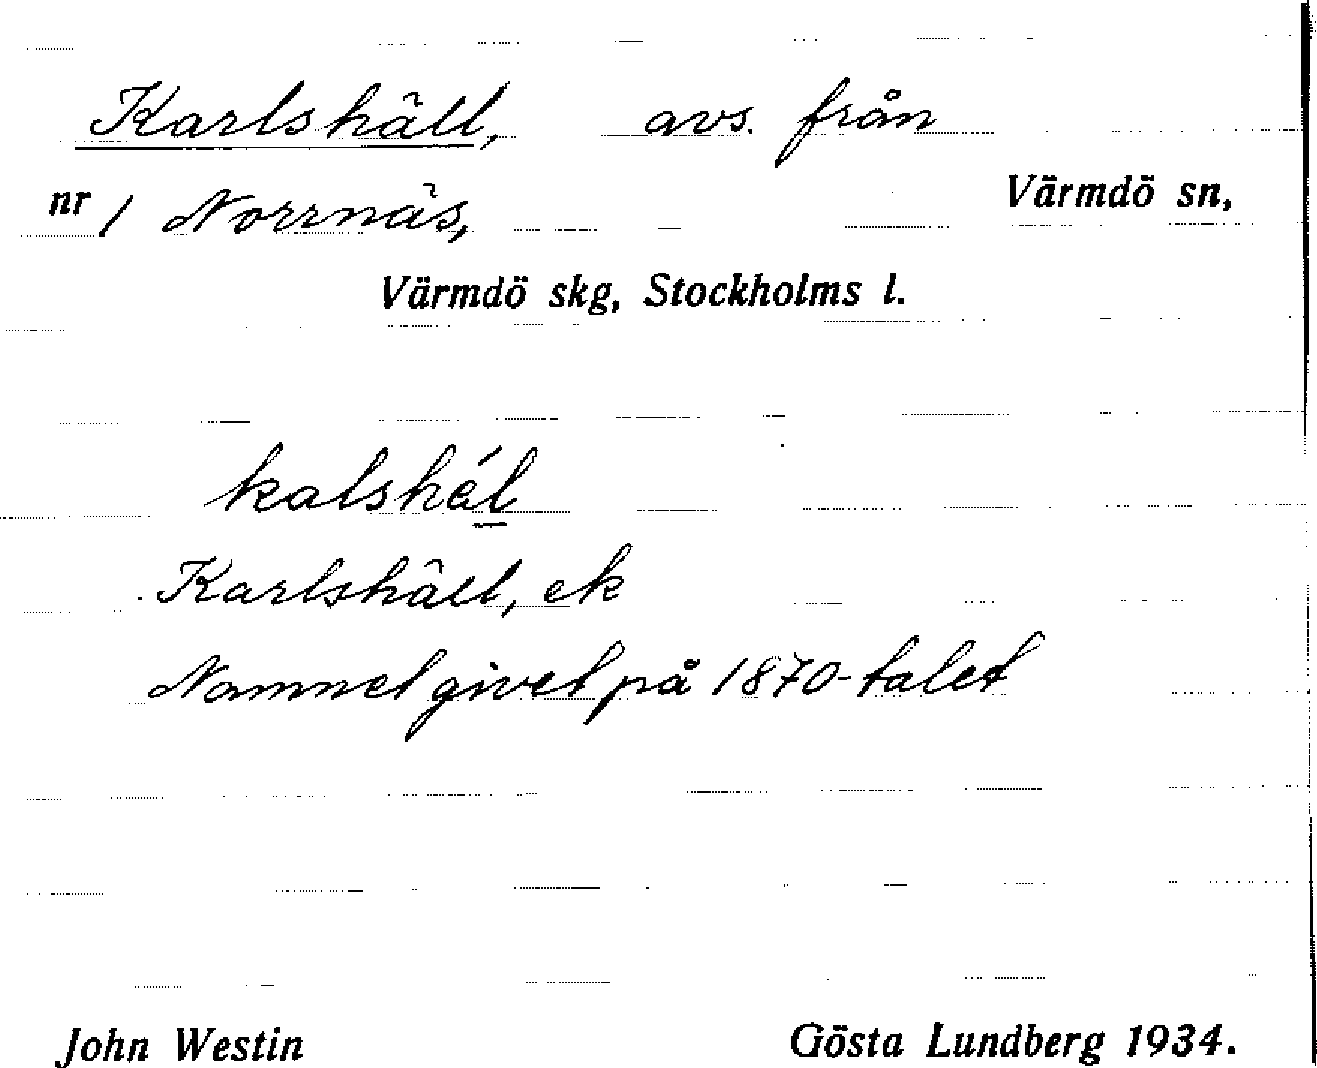 Karlshäll, avs. från
nr 1 Norrnäs, Värmdö sn,
Värmdö skg, Stockholms l.
kalshél
Karlshäll, ek
Namnet givet på 1870-talet
John Westin Gösta Lundberg 1934.